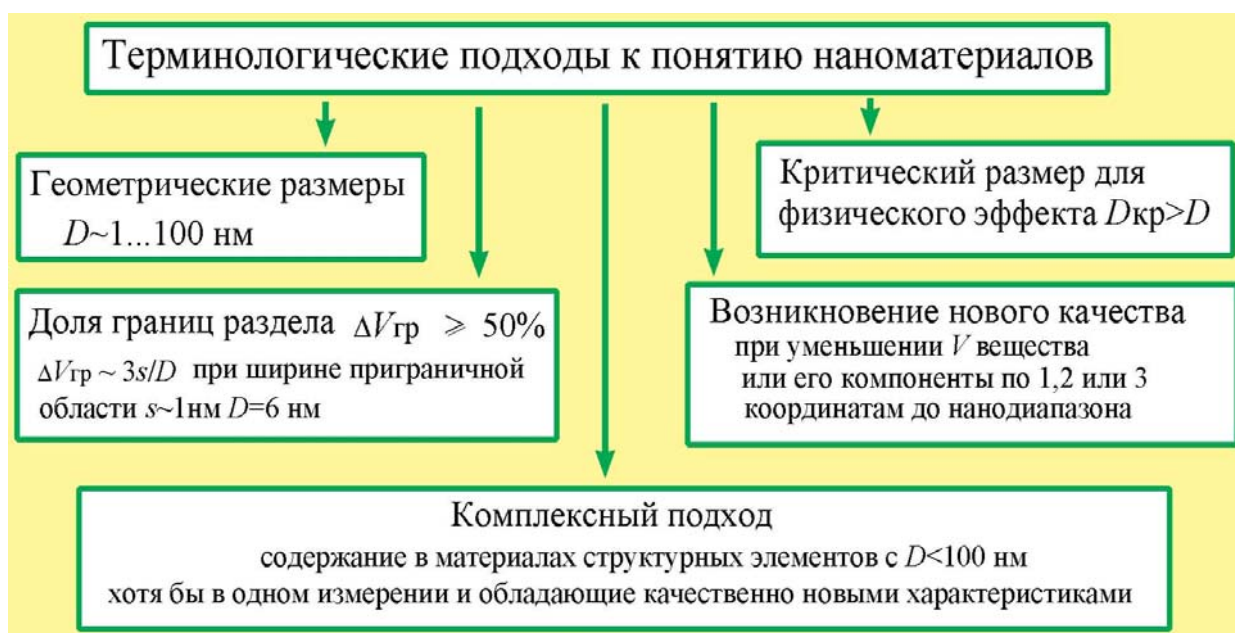 Терминологические подходы к понятию наноматериалов
Геометрические размеры
D~1...100 нм
Критический размер для
физического эффекта Dкр>D
Доля границ раздела ΔVгр ⩾ 50%
ΔVгр ~ 3s/D при ширине приграничной
области s~1нм D=6 нм
Возникновение нового качества
при уменьшении V вещества
или его компоненты по 1,2 или 3
координатам до нанодиапазона
Комплексный подход
содержание в материалах структурных элементов с D<100 нм
хотя бы в одном измерении и обладающие качественно новыми характеристиками